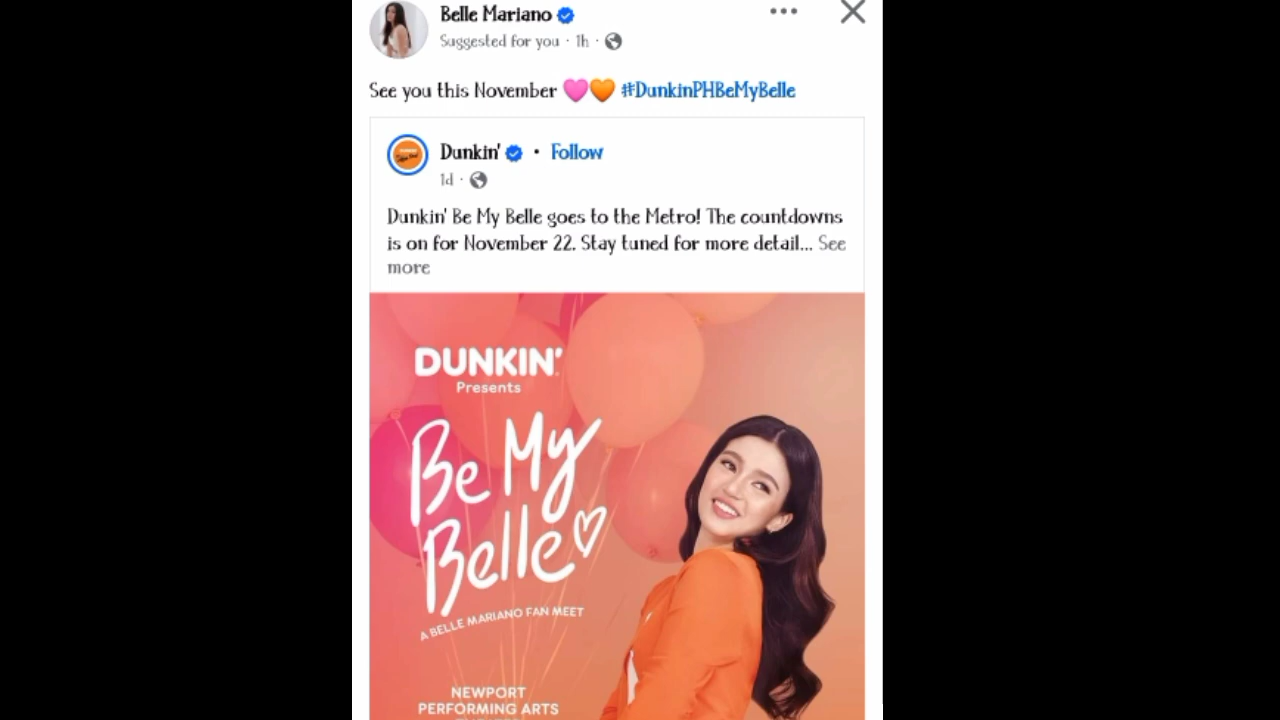 Belle Mariano
Suggested for you · 1h ·
See you this November 🩷🧡 #DunkinPHBeMyBelle
Dunkin' • Follow
1d ·
Dunkin' Be My Belle goes to the Metro! The countdowns
is on for November 22. Stay tuned for more detail... See
more
DUNKIN'
Presents
Be My
Belle
A BELLE MARIANO FAN MEET
NEWPORT
PERFORMING ARTS